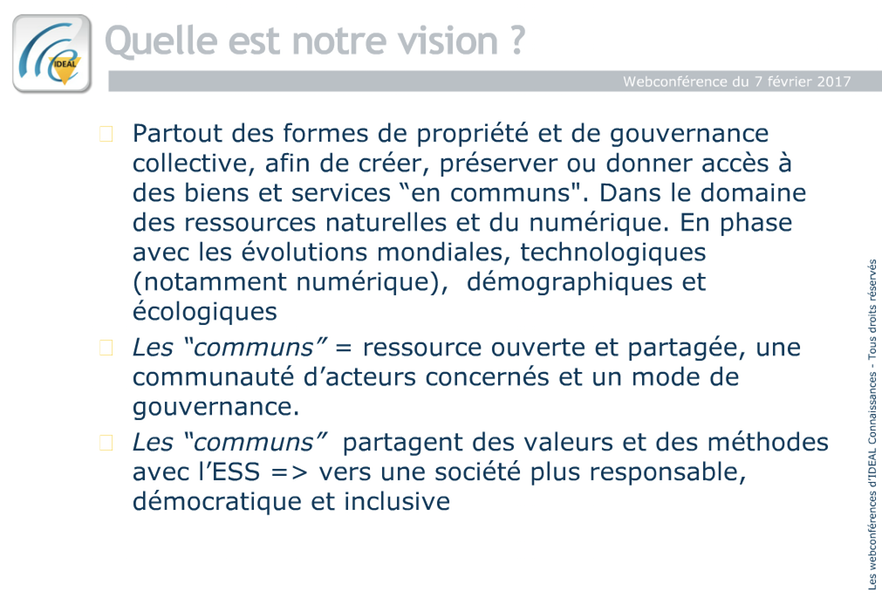 Quelle est notre vision ?
IDEAL
Webconférence du 7 février 2017
Partout des formes de propriété et de gouvernance
collective, afin de créer, préserver ou donner accès à
des biens et services “en communs". Dans le domaine
des ressources naturelles et du numérique. En phase
avec les évolutions mondiales, technologiques
(notamment numérique),  démographiques et
écologiques
Les “communs” = ressource ouverte et partagée, une
communauté d’acteurs concernés et un mode de
gouvernance.
Les “communs”  partagent des valeurs et des méthodes
avec l’ESS => vers une société plus responsable,
démocratique et inclusive
Les webconférences d’IDEAL Connaissances - Tous droits réservés